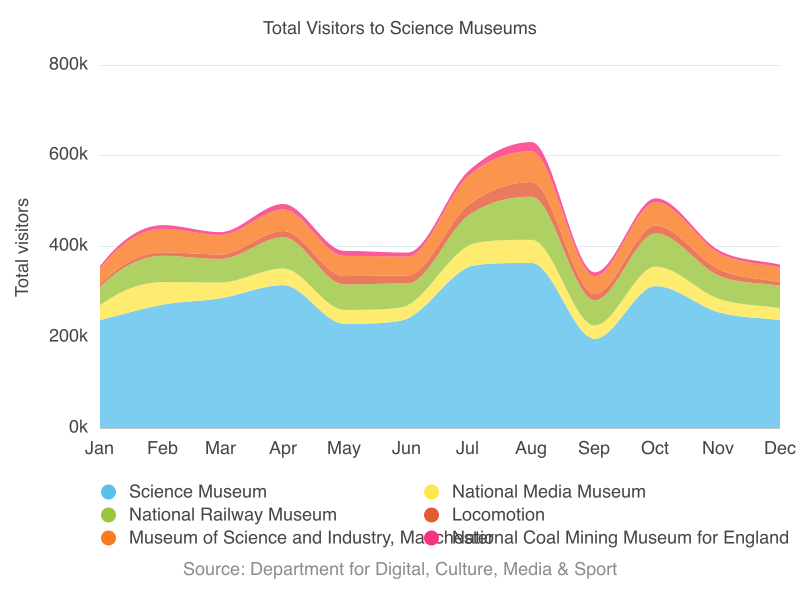 Total Visitors to Science Museums
800k
600k
400k
200k
0k
Total visitors
Jan Feb Mar Apr May Jun Jul Aug Sep Oct Nov Dec
Science Museum
National Media Museum
National Railway Museum
Locomotion
Museum of Science and Industry, Manchester
National Coal Mining Museum for England
Source: Department for Digital, Culture, Media & Sport